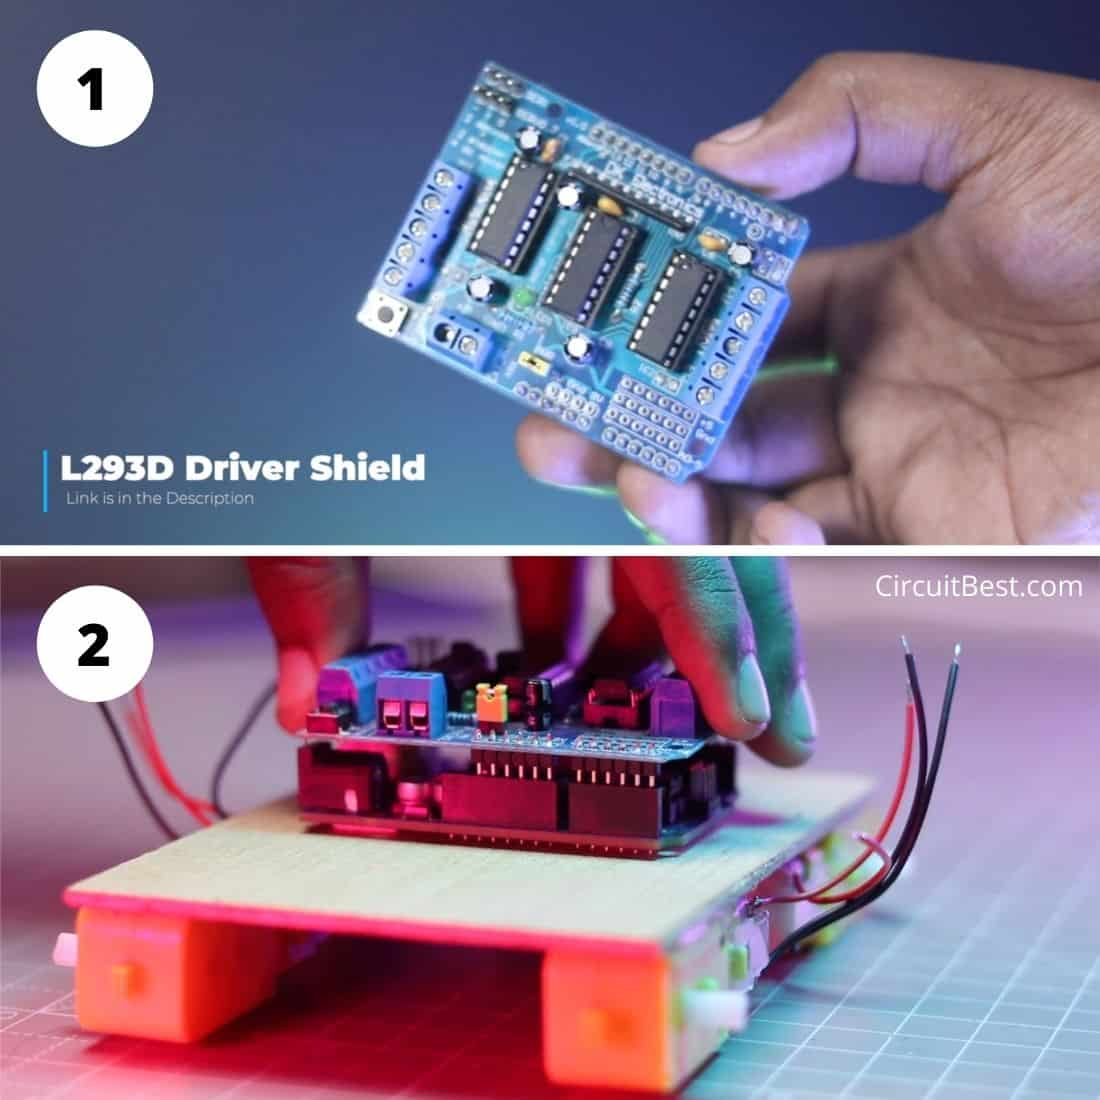 1
L293D Driver Shield
Link is in the Description
2
CircuitBest.com